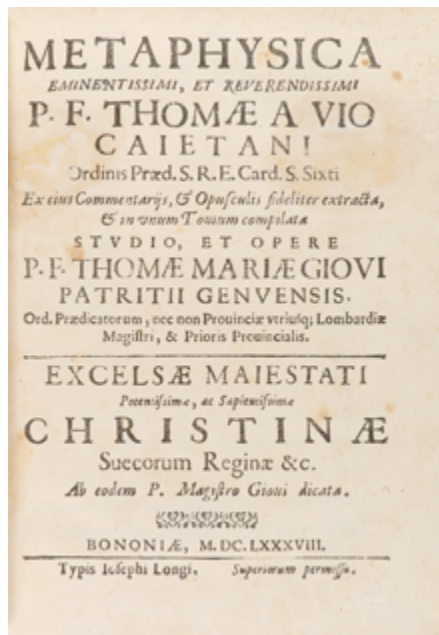 METAPHYSICA
EMINENTISSIMI, ET REVERENDISSIMI
P. F. THOMÆ A VIO
CAIETANI
Ordinis Præd. S. R. E. Card. S. Sixti
Ex eius Commentarijs, & Opusculis fideliter extracta,
& in vnum Tomum compilata
STVDIO, ET OPERE
P. F. THOMÆ MARIÆ GIOVI
PATRITII GENVENSIS.
Ord. Prædicatorum, nec non Prouinciæ vtriusq; Lombardiæ
Magistri, & Prioris Prouincialis.
EXCELSÆ MAIESTATI
Potentissimæ, ac Sapientissimæ
CHRISTINÆ
Suecorum Reginæ &c.
Ab eodem P. Magistro Gioui dicata.
BONONIÆ, M. DC. LXXXVIII.
Typis Iosephi Longi. Superiorum permissu.